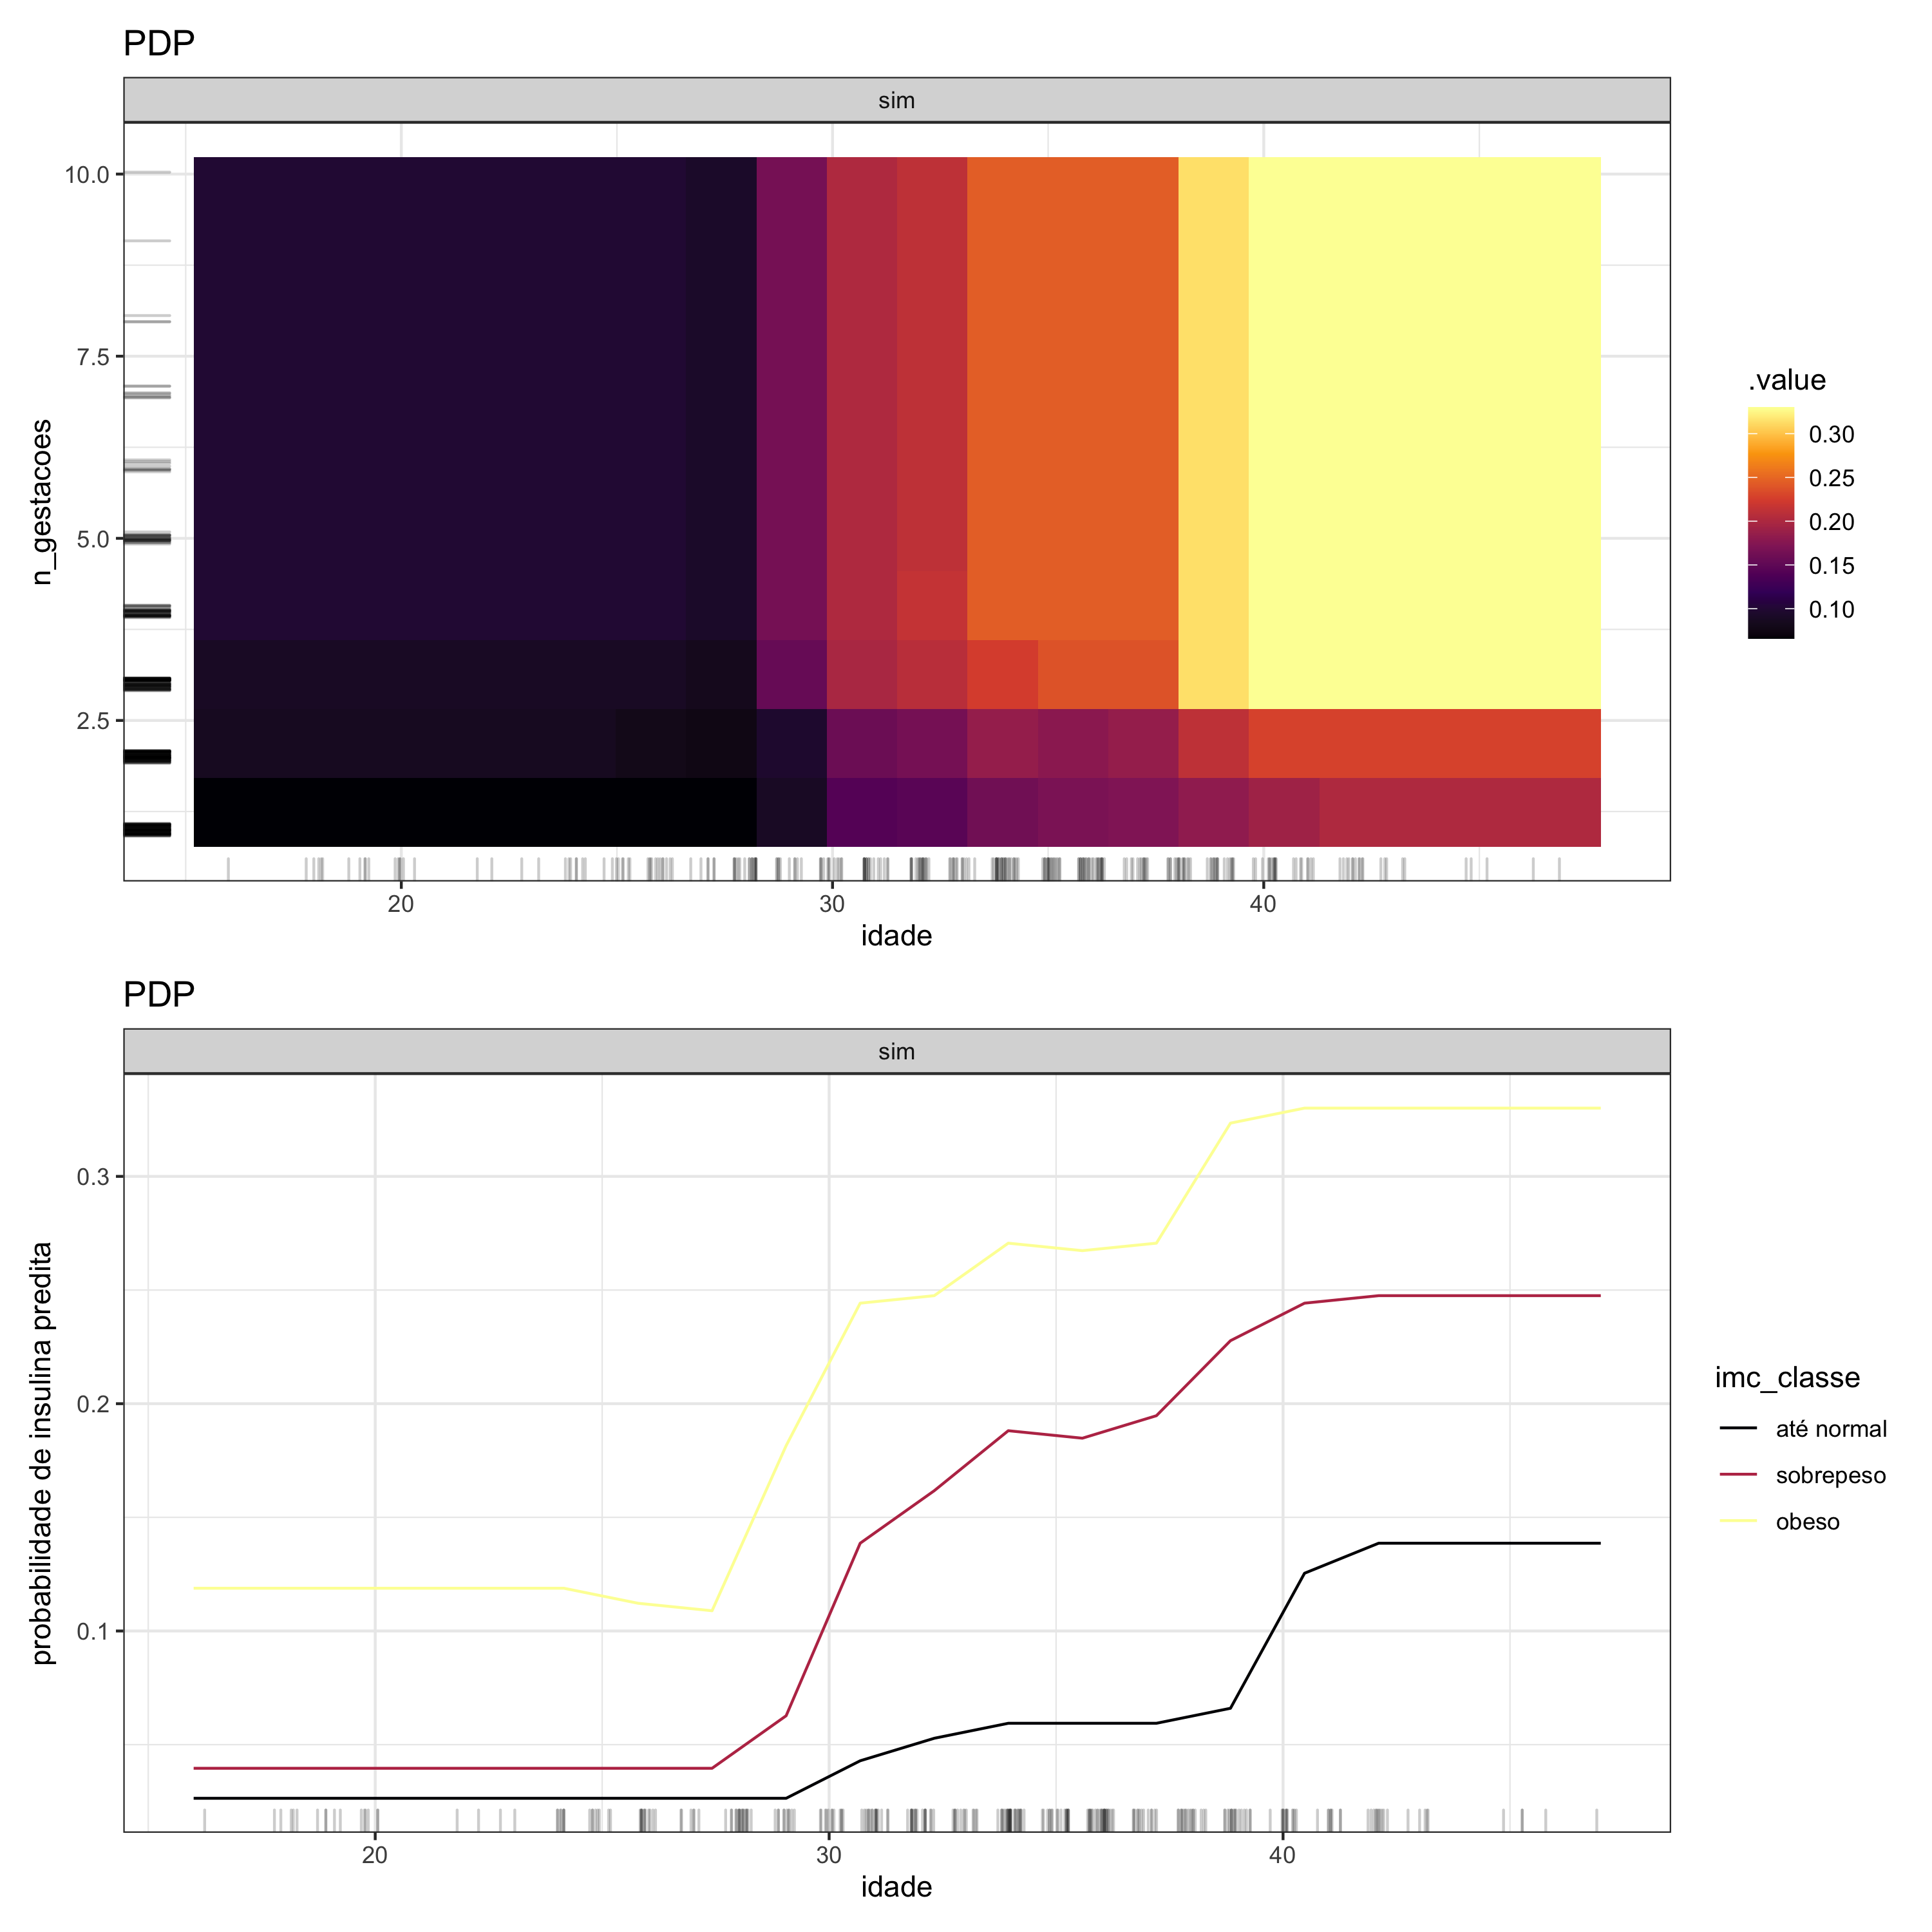 PDP
sim
10.0
7.5
5.0
2.5
n_gestacoes
20
30
40
idade
.value
0.30
0.25
0.20
0.15
0.10
PDP
sim
0.3
0.2
0.1
probabilidade de insulina predita
20
30
40
idade
imc_classe
até normal
sobrepeso
obeso